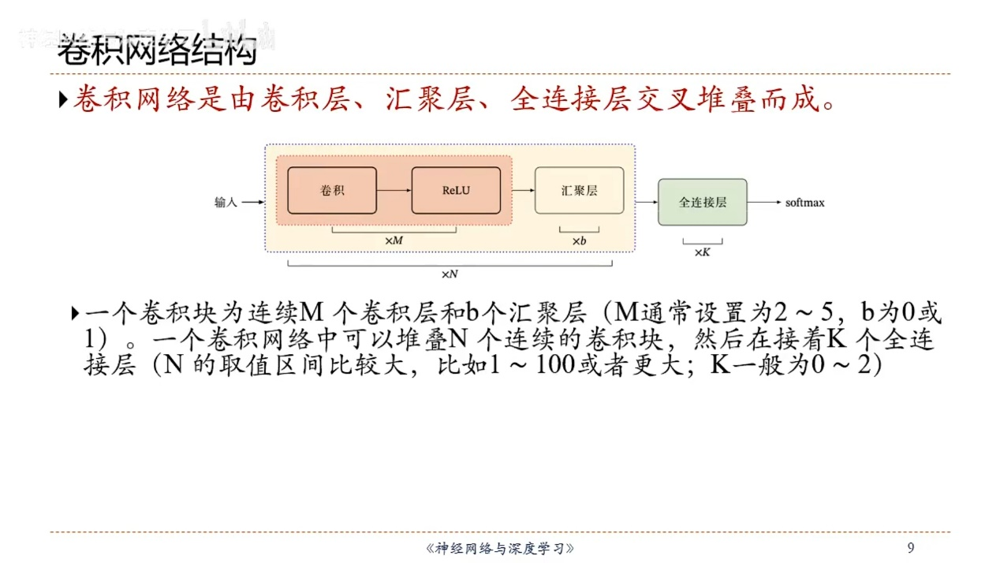 卷积网络结构
卷积网络是由卷积层、汇聚层、全连接层交叉堆叠而成。
输入
卷积
ReLU
汇聚层
全连接层
softmax
×M
×b
×K
×N
一个卷积块为连续M 个卷积层和b个汇聚层（M通常设置为2 ~ 5，b为0或
1）。一个卷积网络中可以堆叠N 个连续的卷积块，然后在接着K 个全连
接层（N 的取值区间比较大，比如1 ~ 100或者更大；K一般为0 ~ 2）
《神经网络与深度学习》
9